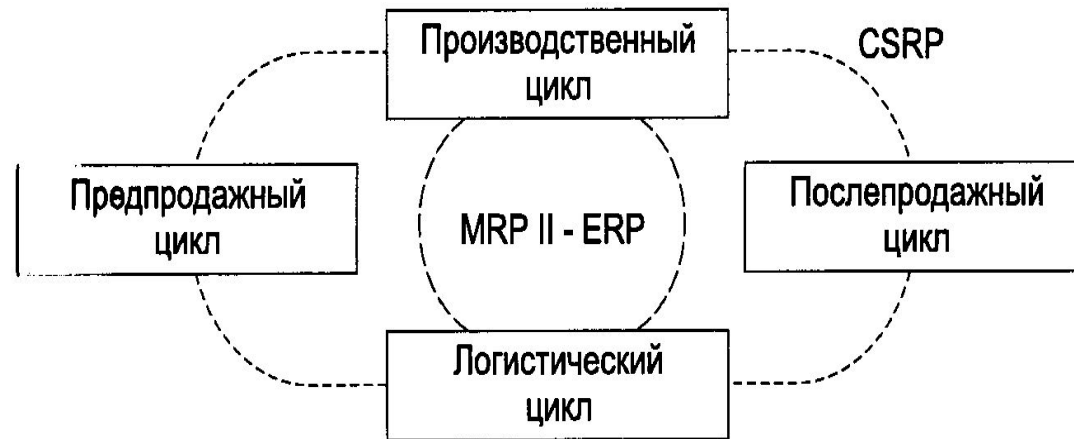 Производственный
цикл
CSRP
Предпродажный
цикл
MRP II - ERP
Послепродажный
цикл
Логистический
цикл